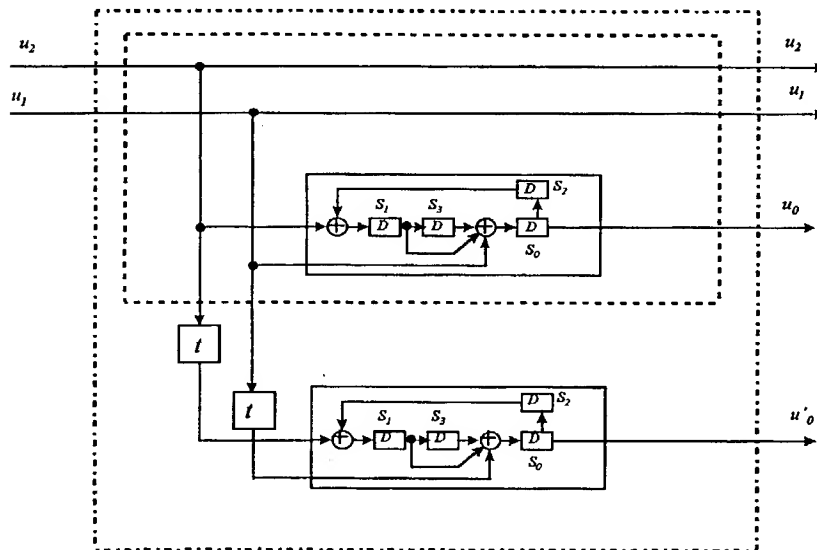 u₂ u₂
u₁ u₁
D S₂
S₁ S₃
D D D u₀
S₀
t
t
D S₂
S₁ S₃
D D D u'₀
S₀